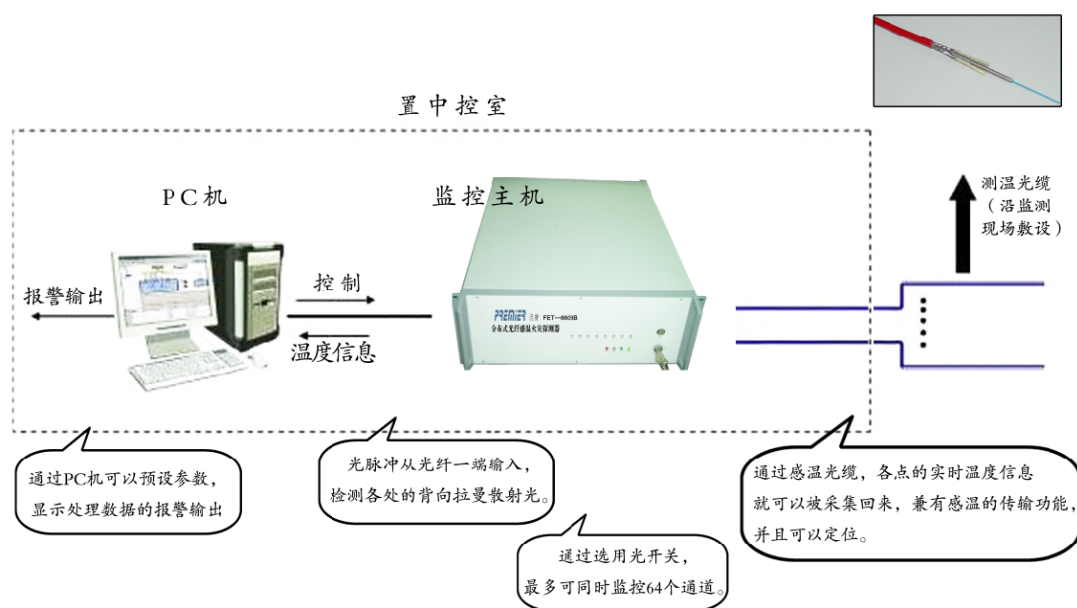 置中控室
PC机
监控主机
测温光缆
（沿监测
现场敷设）
报警输出
控制
温度信息
PREMIER
FET-8603B
分布式光纤感温火灾探测器
通过PC机可以预设参数，
显示处理数据的报警输出
光脉冲从光纤一端输入，
检测各处的背向拉曼散射光。
通过感温光缆，各点的实时温度信息
就可以被采集回来，兼有感温的传输功能，
并且可以定位。
通过选用光开关，
最多可同时监控64个通道。